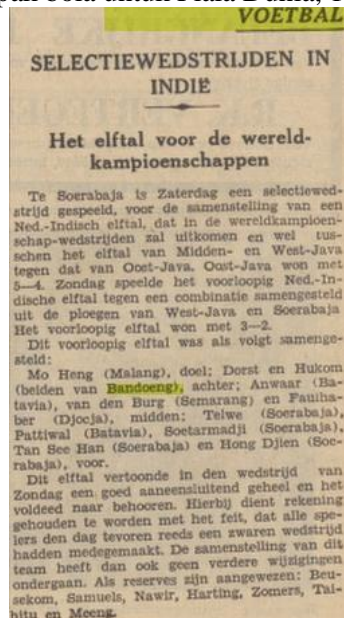 VOETBAL
SELECTIEWEDSTRIJDEN IN
INDIË
Het elftal voor de wereld-
kampioenschappen
Te Soerabaja is Zaterdag een selectiewed-
strijd gespeeld, voor de samenstelling van een
Ned.-Indisch elftal, dat in de wereldkampioen-
schap-wedstrijden zal uitkomen en wel tus-
schen het elftal van Midden- en West-Java
tegen dat van Oost-Java. Oost-Java won met
5—4. Zondag speelde het voorloopig Ned.-In-
dische elftal tegen een combinatie samengesteld
uit de ploegen van West-Java en Soerabaja
Het voorloopig elftal won met 3—2.
Dit voorloopig elftal was als volgt samenge-
steld:
Mo Heng (Malang), doel; Dorst en Hukom
(beiden van Bandoeng), achter; Anwaar (Ba-
tavia), van den Burg (Semarang) en Faulha-
ber (Djocja), midden; Telwe (Soerabaja),
Pattiwal (Batavia), Soetarmadji (Soerabaja),
Tan See Han (Soerabaja) en Hong Djien (Soe-
rabaja), voor.
Dit elftal vertoonde in den wedstrijd van
Zondag een goed aaneensluitend geheel en het
voldeed naar behooren. Hierbij dient rekening
gehouden te worden met het feit, dat alle spe-
lers den dag tevoren reeds een zwaren wedstrijd
hadden medegemaakt. De samenstelling van dit
team heeft dan ook geen verdere wijzigingen
ondergaan. Als reserves zijn aangewezen: Beu-
sekom, Samuels, Nawir, Harting, Zomers, Tai-
hitu en Meeng.